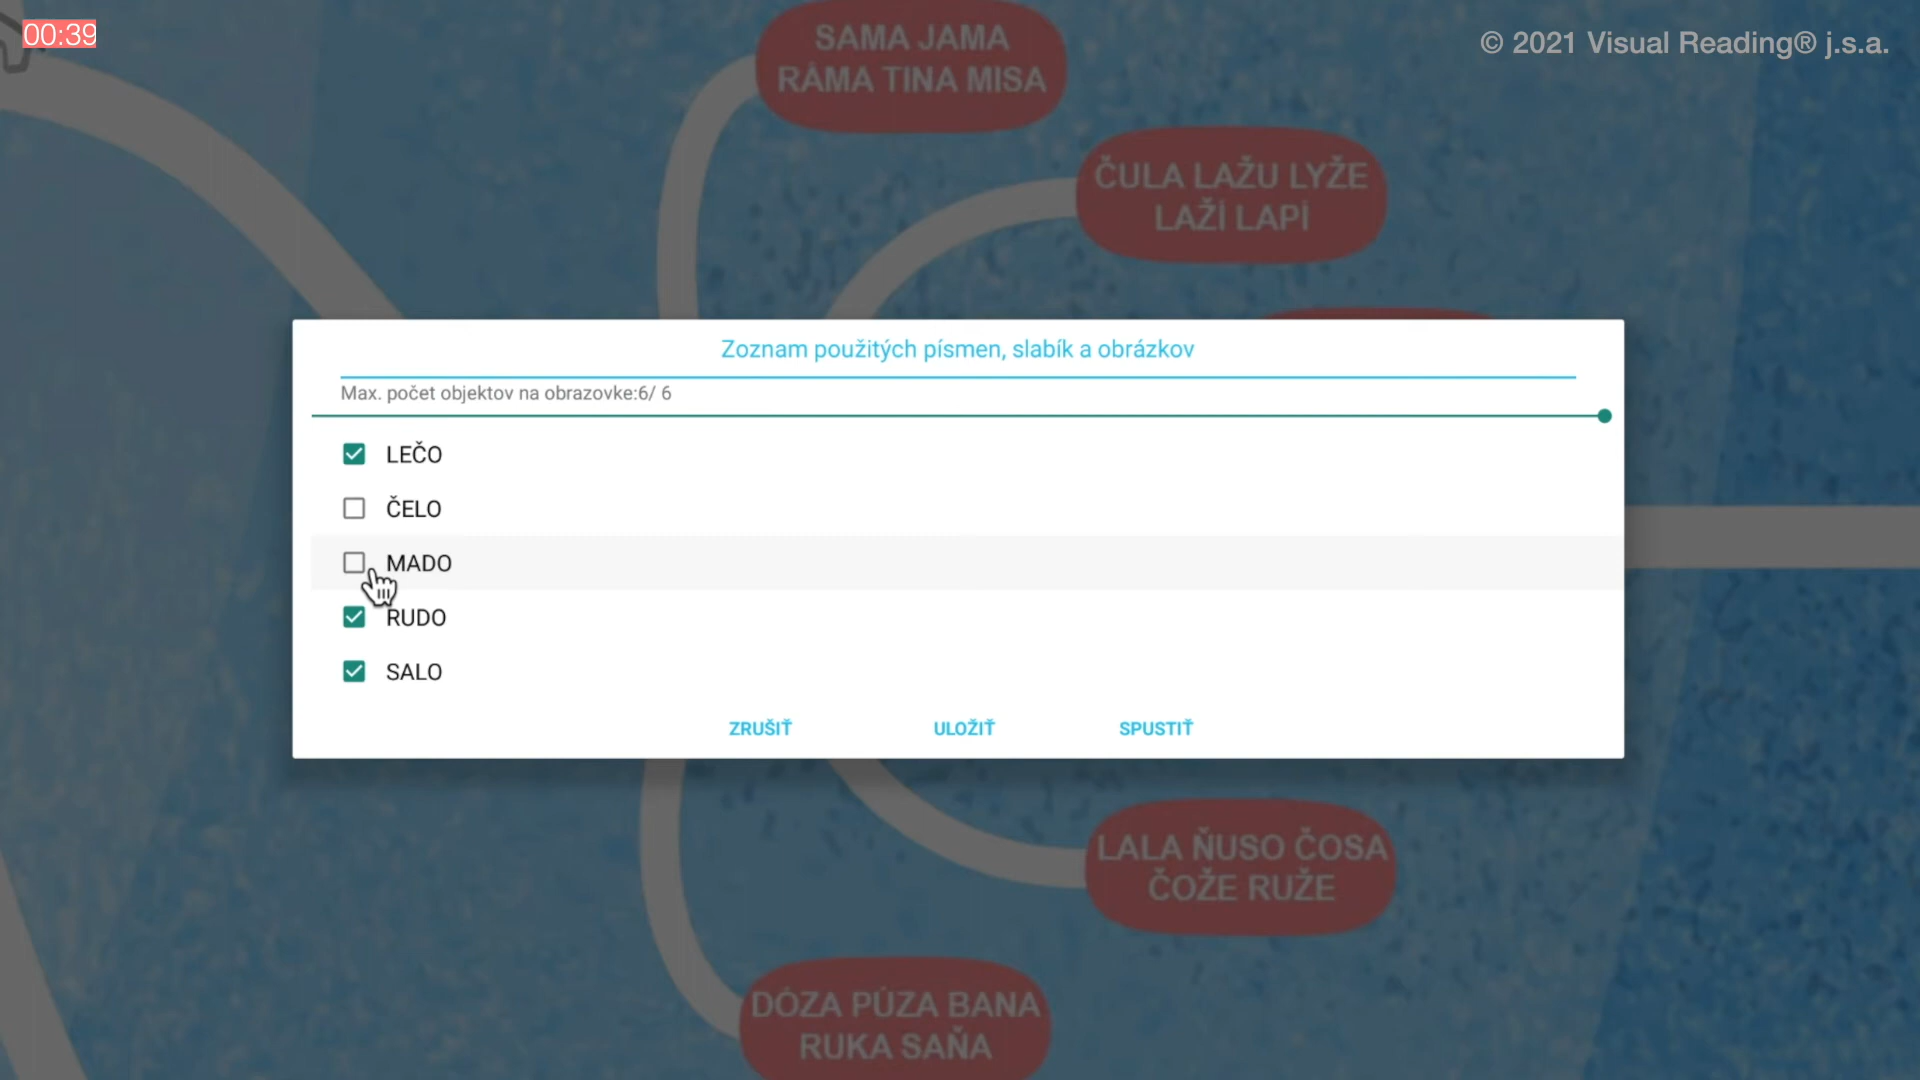 00:39
© 2021 Visual Reading® j.s.a.
SAMA JAMA
RÁMA TINA MISA
ČULA LAŽU LYŽE
LAŽÍ LAPÍ
Zoznam použitých písmen, slabík a obrázkov
Max. počet objektov na obrazovke:6/ 6
LEČO
ČELO
MADO
RUDO
SALO
ZRUŠIŤ
ULOŽIŤ
SPUSTIŤ
LALA ŇUSO ČOSA
ČOŽE RUŽE
DÓZA PÚZA BANA
RUKA SAŇA